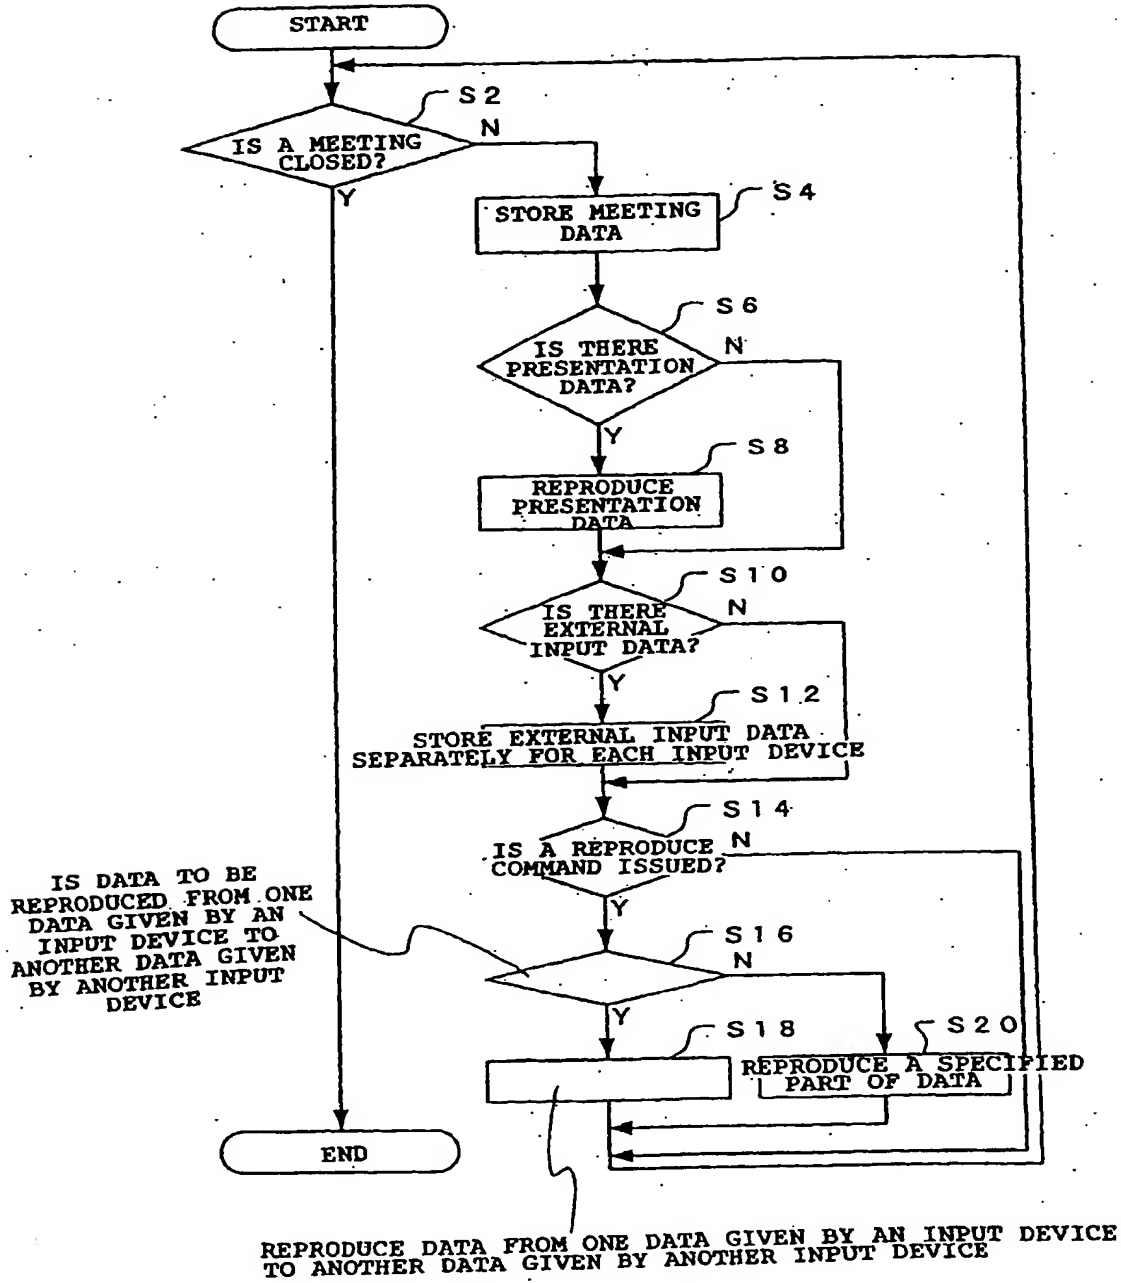 START
S2
IS A MEETING
CLOSED?
N
Y
S4
STORE MEETING
DATA
S6
IS THERE
PRESENTATION
DATA?
N
Y
S8
REPRODUCE
PRESENTATION
DATA
S10
IS THERE
EXTERNAL
INPUT DATA?
N
Y
S12
STORE EXTERNAL INPUT DATA
SEPARATELY FOR EACH INPUT DEVICE
S14
IS A REPRODUCE
COMMAND ISSUED?
N
Y
IS DATA TO BE
REPRODUCED FROM ONE
DATA GIVEN BY AN
INPUT DEVICE TO
ANOTHER DATA GIVEN
BY ANOTHER INPUT
DEVICE
S16
N
Y
S18
S20
REPRODUCE A SPECIFIED
PART OF DATA
END
REPRODUCE DATA FROM ONE DATA GIVEN BY AN INPUT DEVICE
TO ANOTHER DATA GIVEN BY ANOTHER INPUT DEVICE